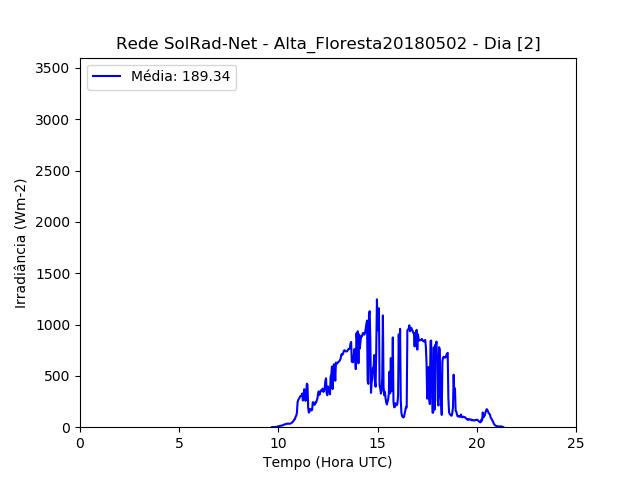 Rede SolRad-Net - Alta_Floresta20180502 - Dia [2]
Média: 189.34
3500
3000
2500
2000
1500
1000
500
0
Irradiância (Wm-2)
0 5 10 15 20 25
Tempo (Hora UTC)